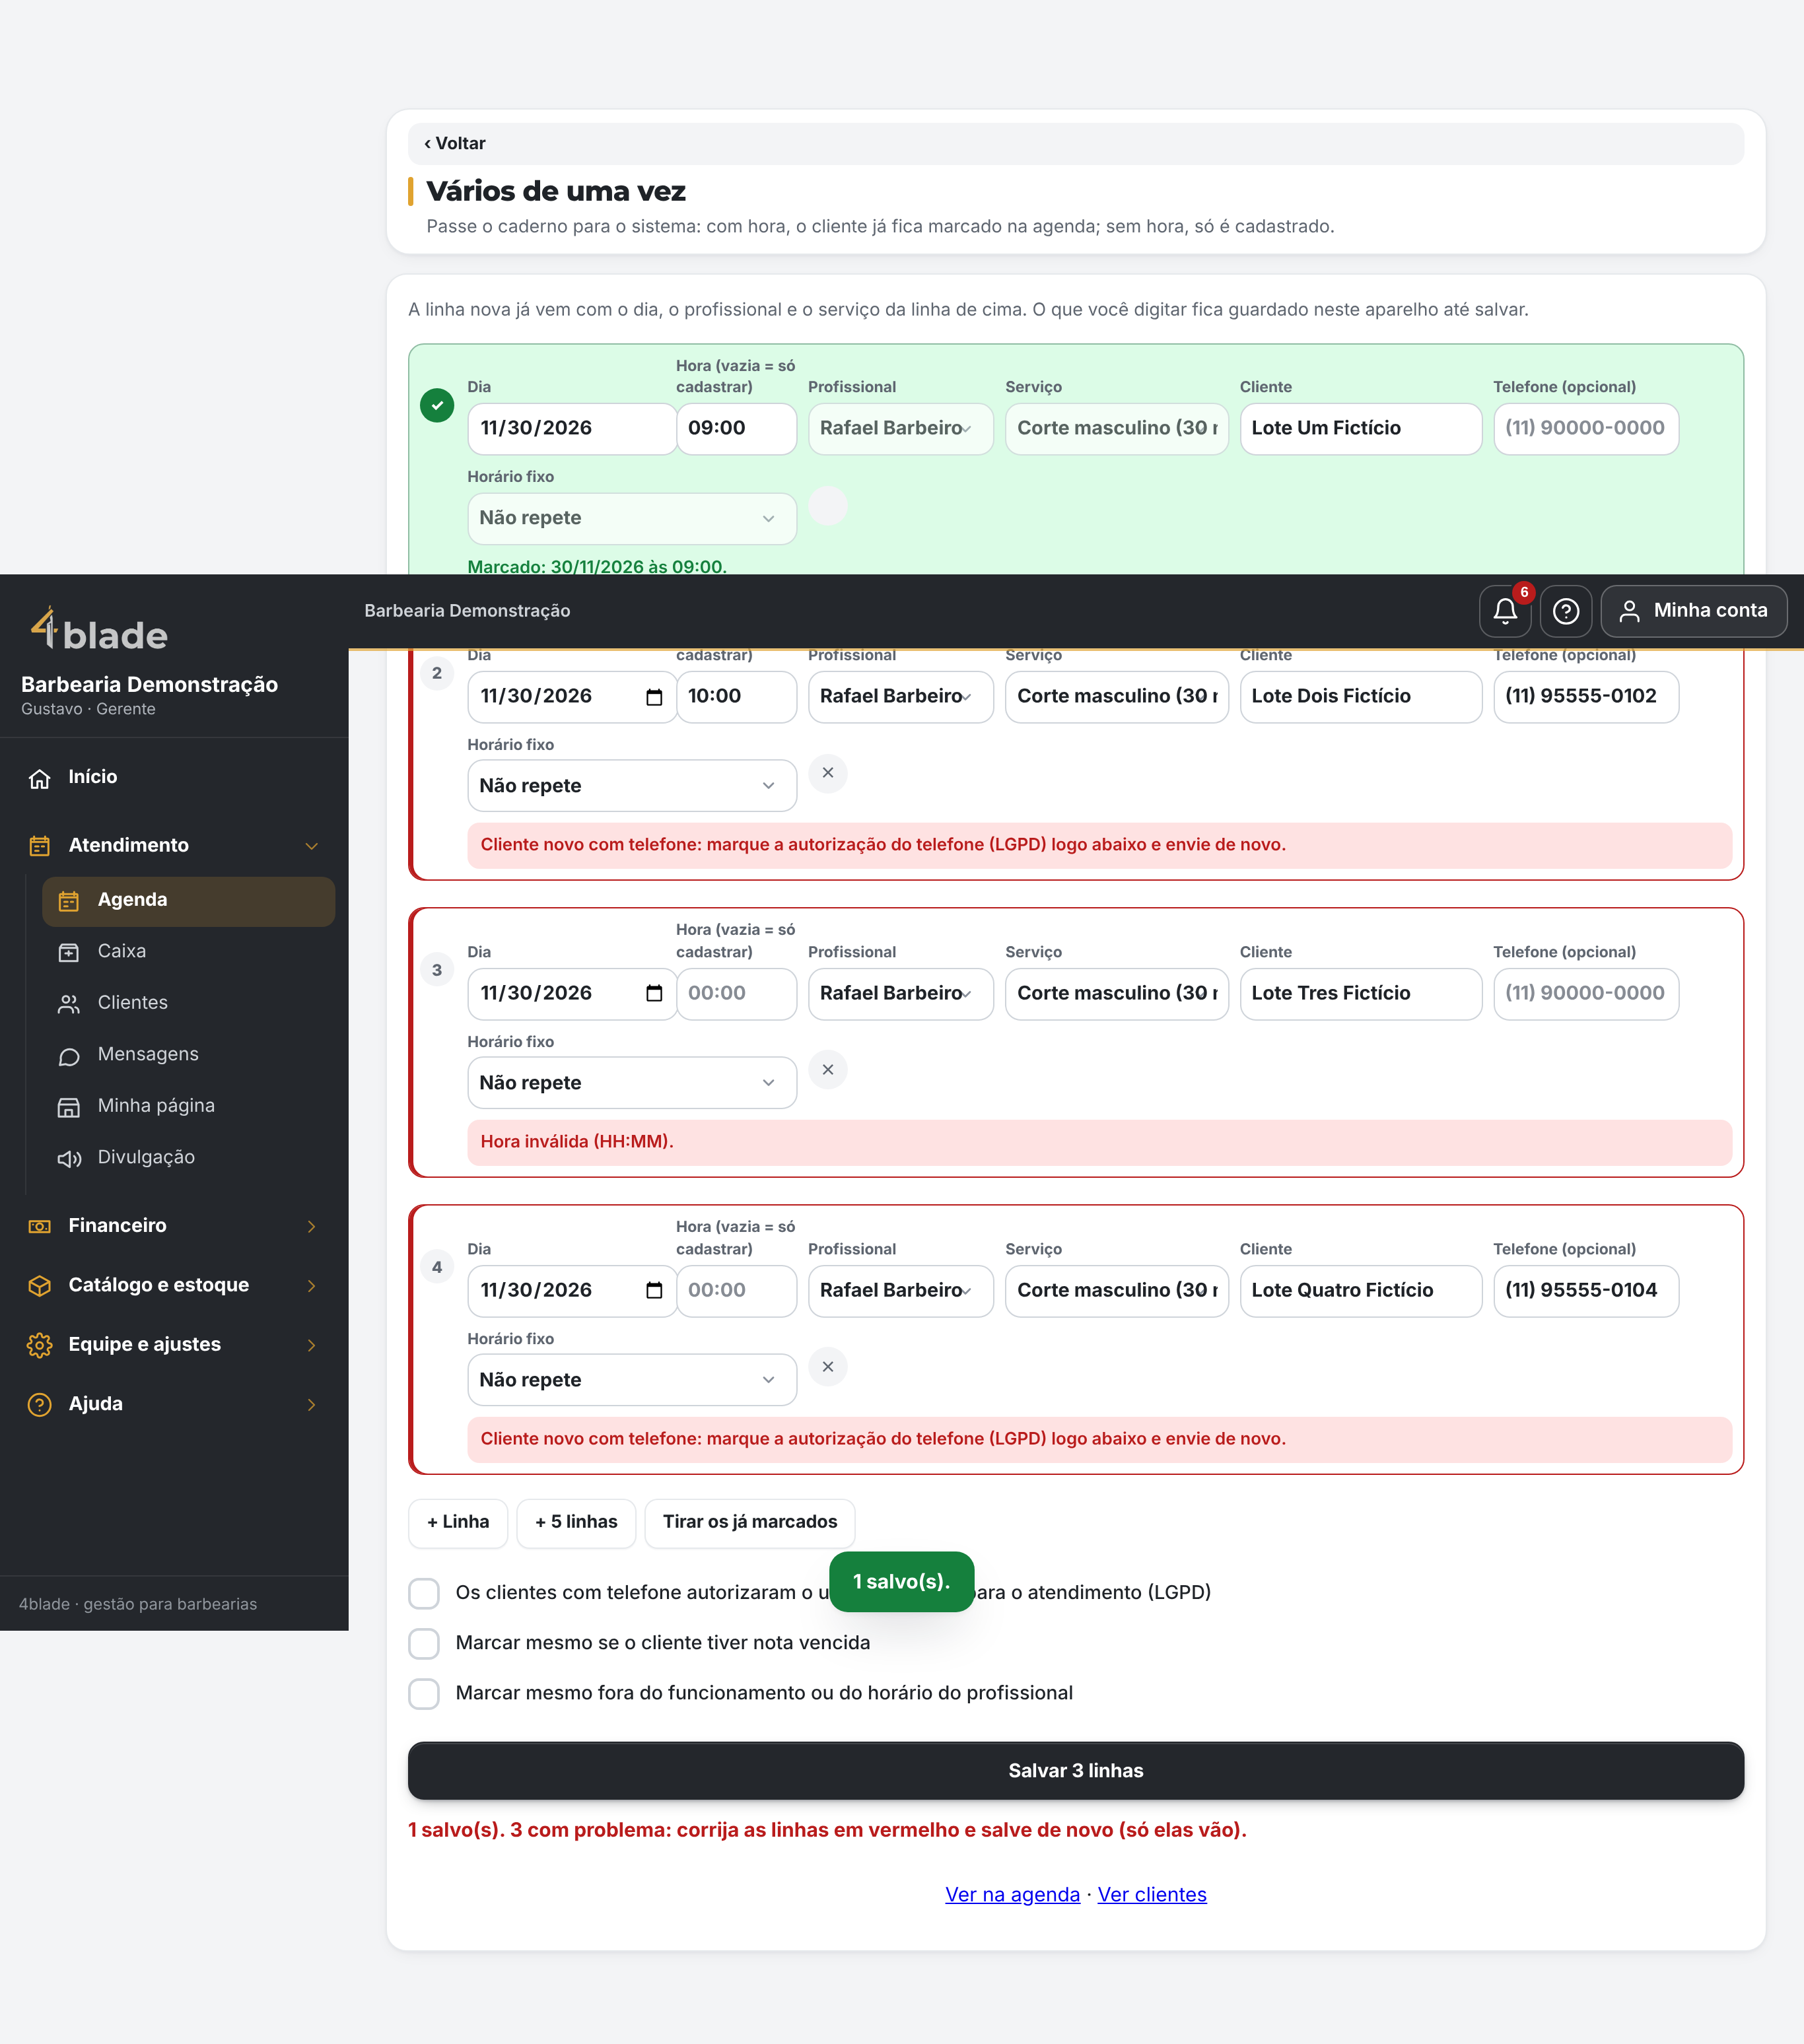 ‹ Voltar
Vários de uma vez
Passe o caderno para o sistema: com hora, o cliente já fica marcado na agenda; sem hora, só é cadastrado.
A linha nova já vem com o dia, o profissional e o serviço da linha de cima. O que você digitar fica guardado neste aparelho até salvar.
Dia
Hora (vazia = só
cadastrar)
Profissional
Serviço
Cliente
Telefone (opcional)
11/30/2026
09:00
Rafael Barbeiro
Corte masculino (30 r
Lote Um Fictício
(11) 90000-0000
Horário fixo
Não repete
Marcado: 30/11/2026 às 09:00.
4blade
Barbearia Demonstração
Gustavo · Gerente
Início
Atendimento
Agenda
Caixa
Clientes
Mensagens
Minha página
Divulgação
Financeiro
Catálogo e estoque
Equipe e ajustes
Ajuda
4blade · gestão para barbearias
Barbearia Demonstração
6
Minha conta
2
Dia
cadastrar)
Profissional
Serviço
Cliente
Telefone (opcional)
11/30/2026
10:00
Rafael Barbeiro
Corte masculino (30 r
Lote Dois Fictício
(11) 95555-0102
Horário fixo
Não repete
Cliente novo com telefone: marque a autorização do telefone (LGPD) logo abaixo e envie de novo.
3
Dia
Hora (vazia = só
cadastrar)
Profissional
Serviço
Cliente
Telefone (opcional)
11/30/2026
00:00
Rafael Barbeiro
Corte masculino (30 r
Lote Tres Fictício
(11) 90000-0000
Horário fixo
Não repete
Hora inválida (HH:MM).
4
Dia
Hora (vazia = só
cadastrar)
Profissional
Serviço
Cliente
Telefone (opcional)
11/30/2026
00:00
Rafael Barbeiro
Corte masculino (30 r
Lote Quatro Fictício
(11) 95555-0104
Horário fixo
Não repete
Cliente novo com telefone: marque a autorização do telefone (LGPD) logo abaixo e envie de novo.
+ Linha
+ 5 linhas
Tirar os já marcados
1 salvo(s).
Os clientes com telefone autorizaram o para o atendimento (LGPD)
Marcar mesmo se o cliente tiver nota vencida
Marcar mesmo fora do funcionamento ou do horário do profissional
Salvar 3 linhas
1 salvo(s). 3 com problema: corrija as linhas em vermelho e salve de novo (só elas vão).
Ver na agenda · Ver clientes